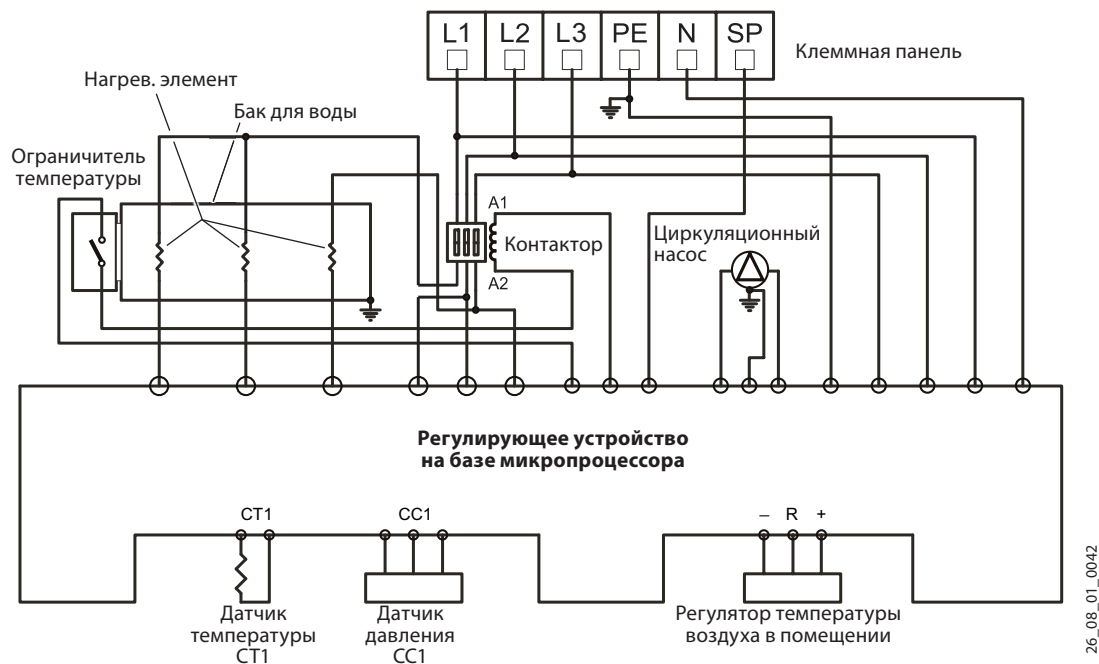 L1 L2 L3 PE N SP
Клеммная панель
Нагрев. элемент
Бак для воды
Ограничитель
температуры
A1
Контактор
A2
Циркуляционный
насос
Регулирующее устройство
на базе микропроцессора
CT1
CC1
– R +
Датчик
температуры
CT1
Датчик
давления
CC1
Регулятор температуры
воздуха в помещении
26_08_01_0042